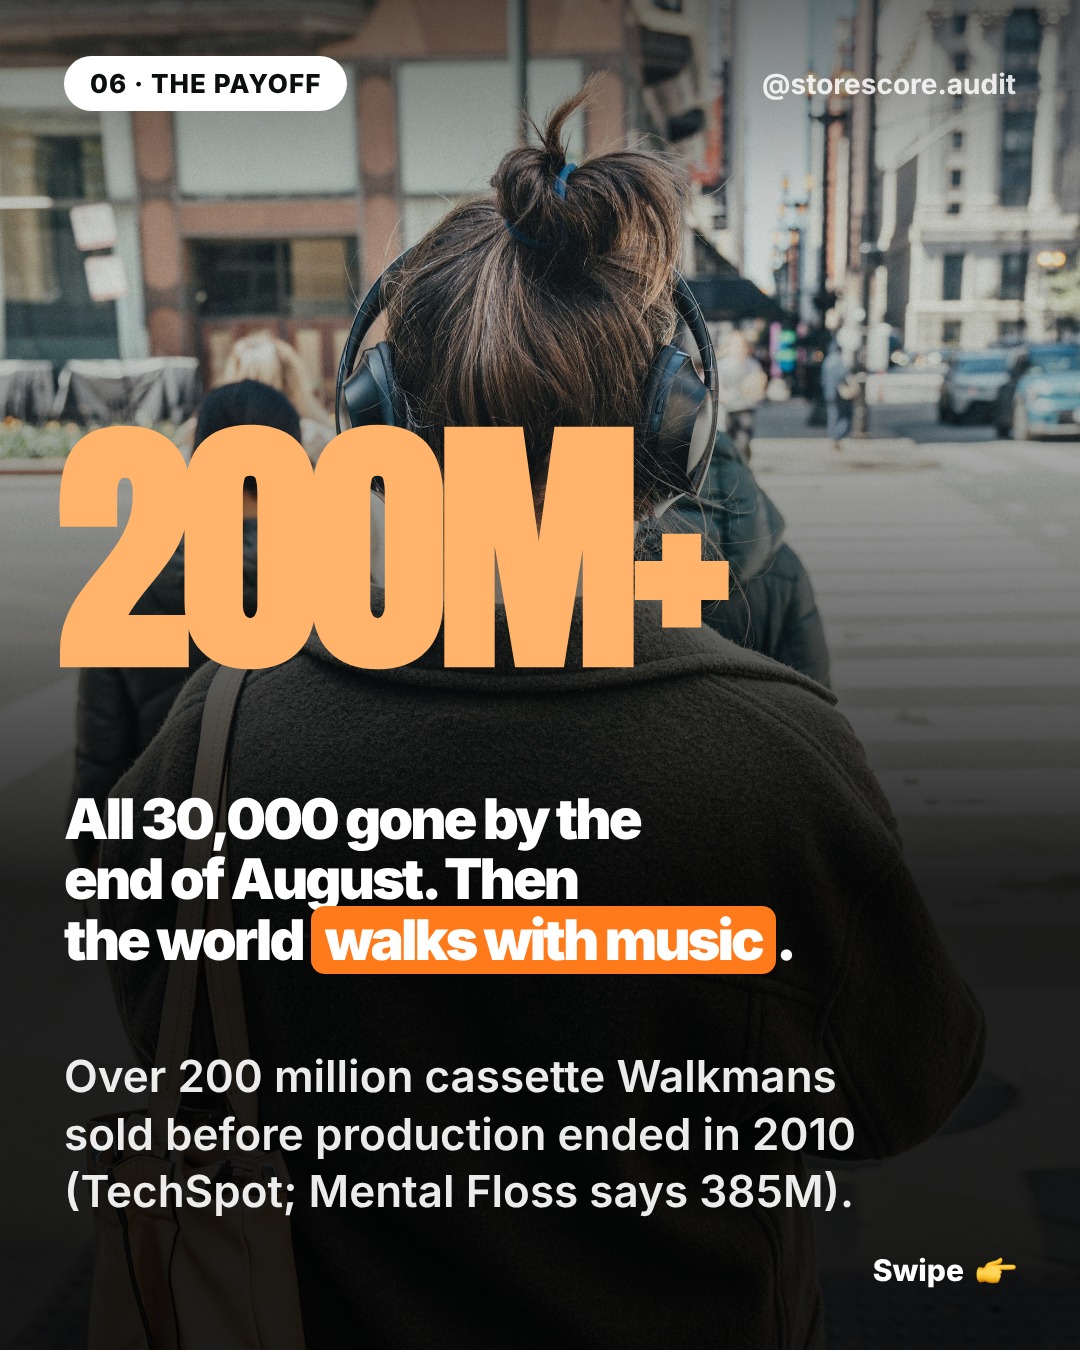 06 · THE PAYOFF
@storescore.audit
200M+
All 30,000 gone by the
end of August. Then
the world walks with music.
Over 200 million cassette Walkmans
sold before production ended in 2010
(TechSpot; Mental Floss says 385M).
Swipe 👉